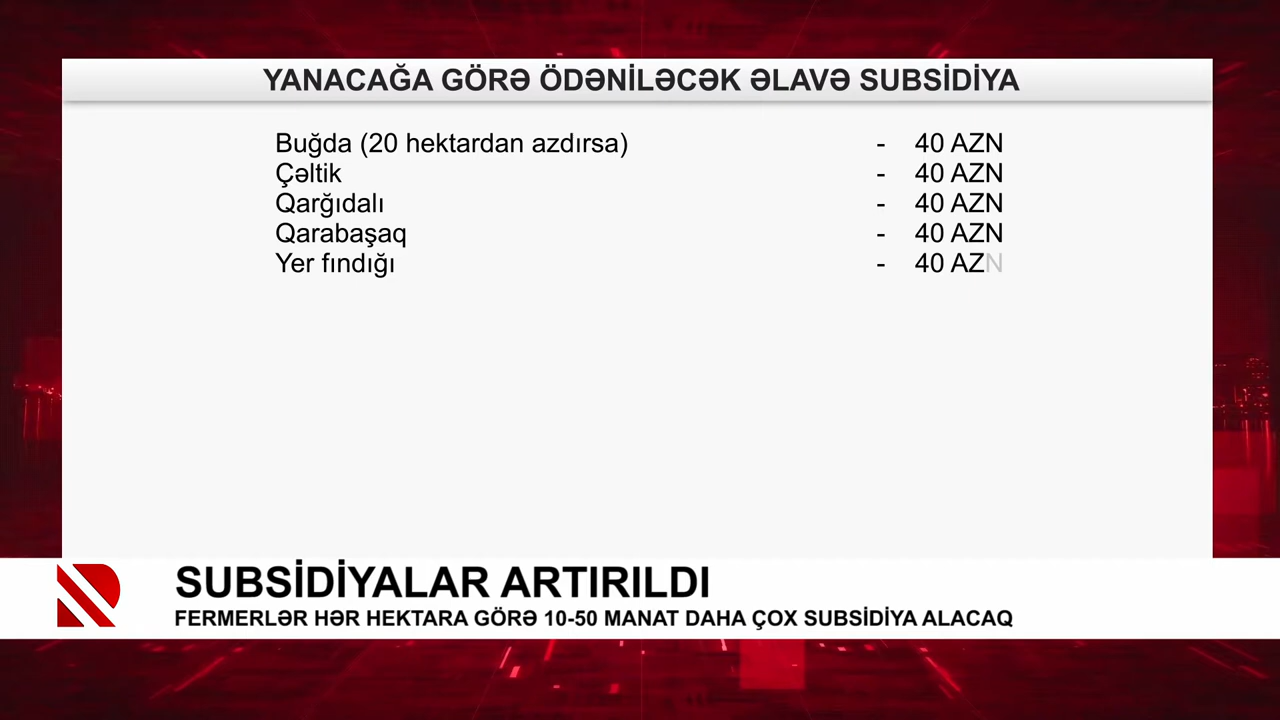 YANACAĞA GÖRƏ ÖDƏNİLƏCƏK ƏLAVƏ SUBSİDİYA
Buğda (20 hektardan azdırsa) - 40 AZN
Çəltik - 40 AZN
Qarğıdalı - 40 AZN
Qarabaşaq - 40 AZN
Yer fındığı - 40 AZN
SUBSİDİYALAR ARTIRILDI
FERMERLƏR HƏR HEKTARA GÖRƏ 10-50 MANAT DAHA ÇOX SUBSİDİYA ALACAQ